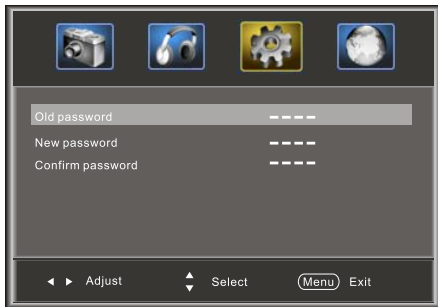 Old password ----
New password ----
Confirm password ----
Adjust Select Menu Exit